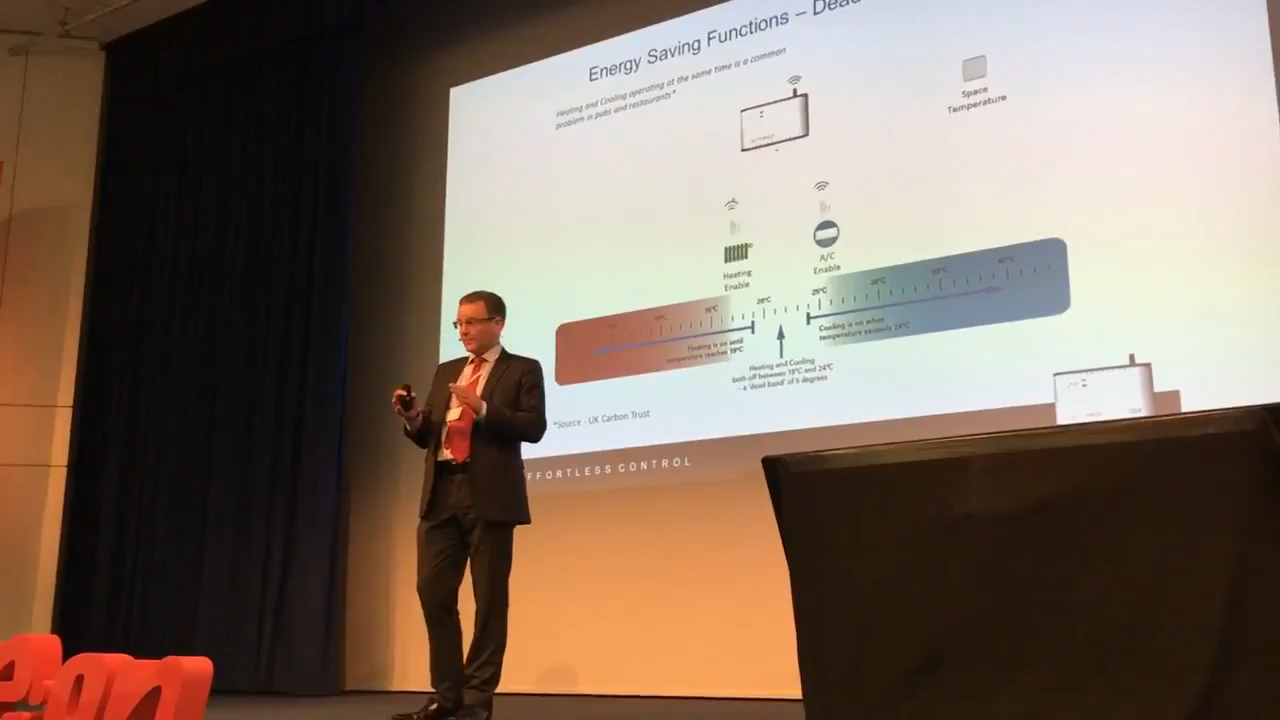 Energy Saving Functions – Dead
Heating and Cooling operating at the same time is a common
problem in pubs and restaurants*
Space
Temperature
Heating
Enable
A/C
Enable
15°C
20°C
25°C
30°C
40°C
Heating is on until
temperature reaches 19°C
Cooling is on when
temperature exceeds 24°C
Heating and Cooling
both off between 19°C and 24°C
– a 'dead band' of 5 degrees
*Source - UK Carbon Trust
FFORTLESS CONTROL
e.on